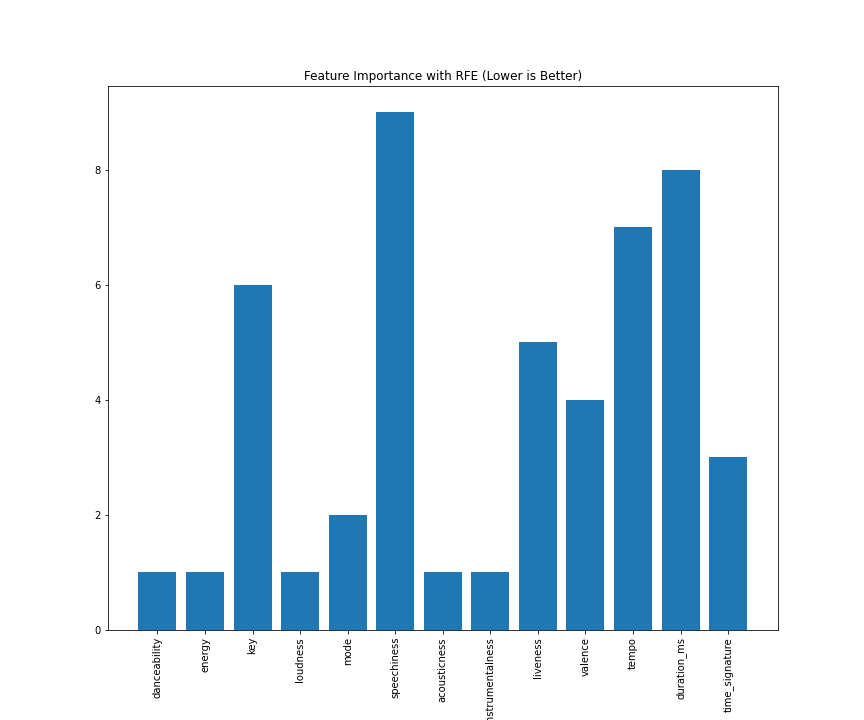 Feature Importance with RFE (Lower is Better)
8
6
4
2
0
danceability
energy
key
loudness
mode
speechiness
acousticness
nstrumentalness
liveness
valence
tempo
duration_ms
time_signature